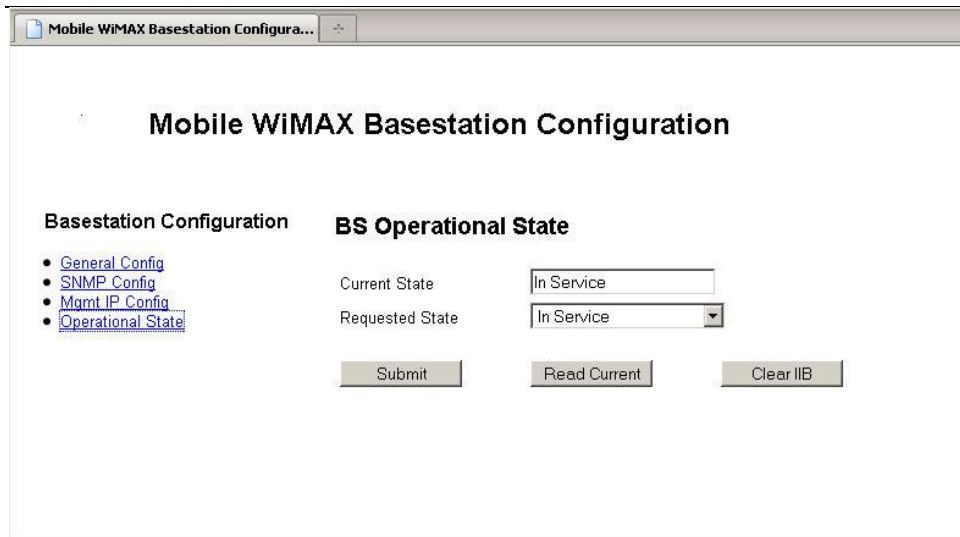 Mobile WiMAX Basestation Configura...
Mobile WiMAX Basestation Configuration
Basestation Configuration
General Config
SNMP Config
Mgmt IP Config
Operational State
BS Operational State
Current State In Service
Requested State In Service
Submit Read Current Clear IIB